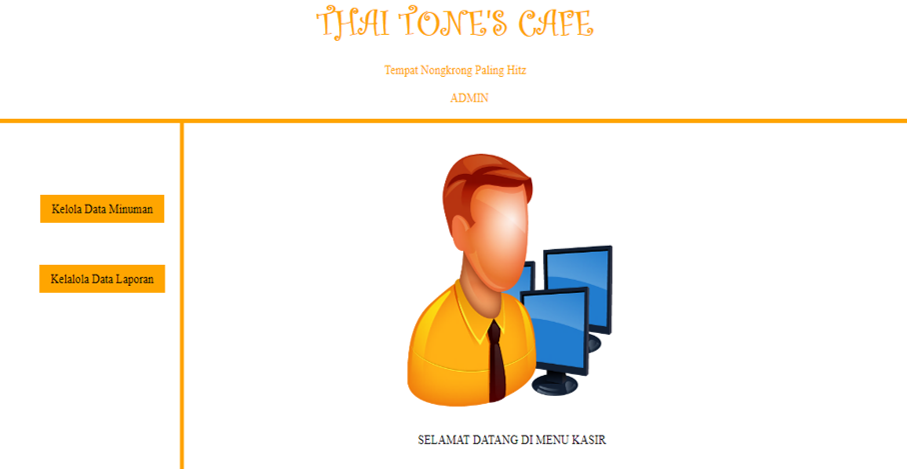 THAI TONE'S CAFE
Tempat Nongkrong Paling Hitz
ADMIN
Kelola Data Minuman
Kelalola Data Laporan
SELAMAT DATANG DI MENU KASIR